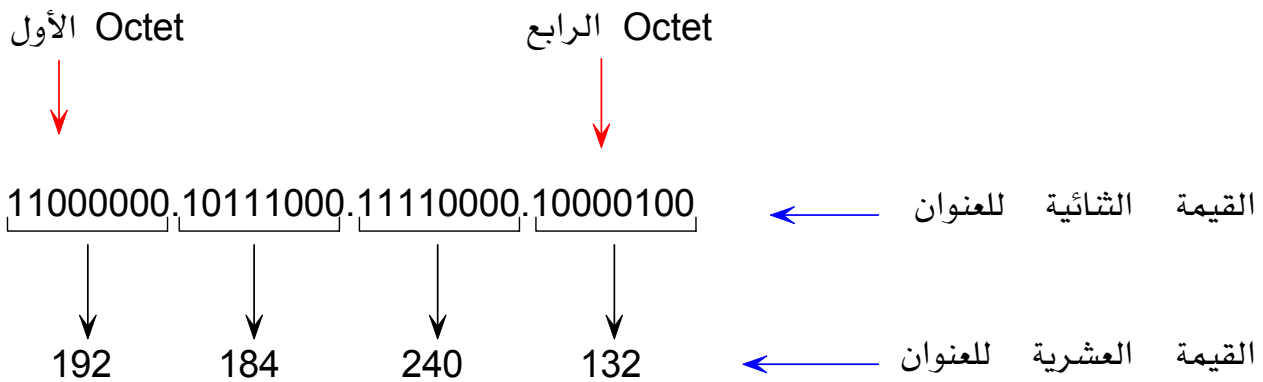 Octet الأول
Octet الرابع
11000000.10111000.11110000.10000100
القيمة الثنائية للعنوان
192 184 240 132
القيمة العشرية للعنوان